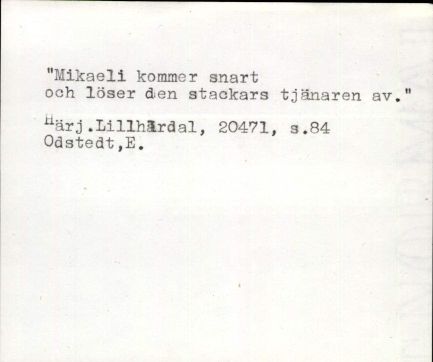 "Mikaeli kommer snart
och löser den stackars tjänaren av."
Härj.Lillhärdal, 20471, s.84
Odstedt,E.